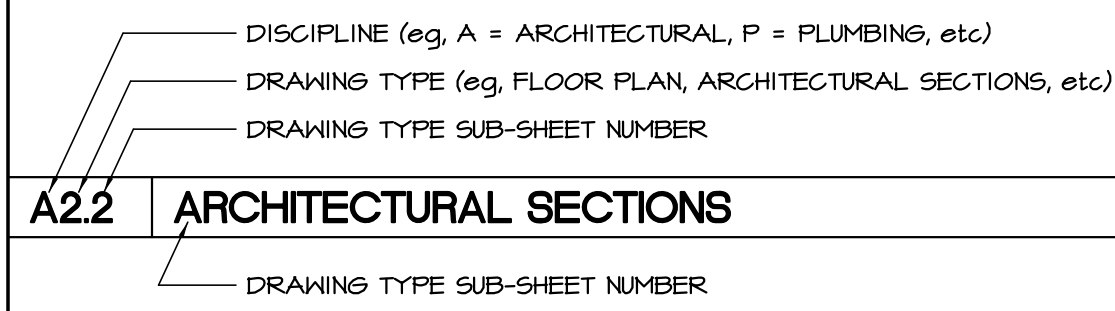 DISCIPLINE (eg, A = ARCHITECTURAL, P = PLUMBING, etc)
DRAWING TYPE (eg, FLOOR PLAN, ARCHITECTURAL SECTIONS, etc)
DRAWING TYPE SUB-SHEET NUMBER
A2.2 ARCHITECTURAL SECTIONS
DRAWING TYPE SUB-SHEET NUMBER